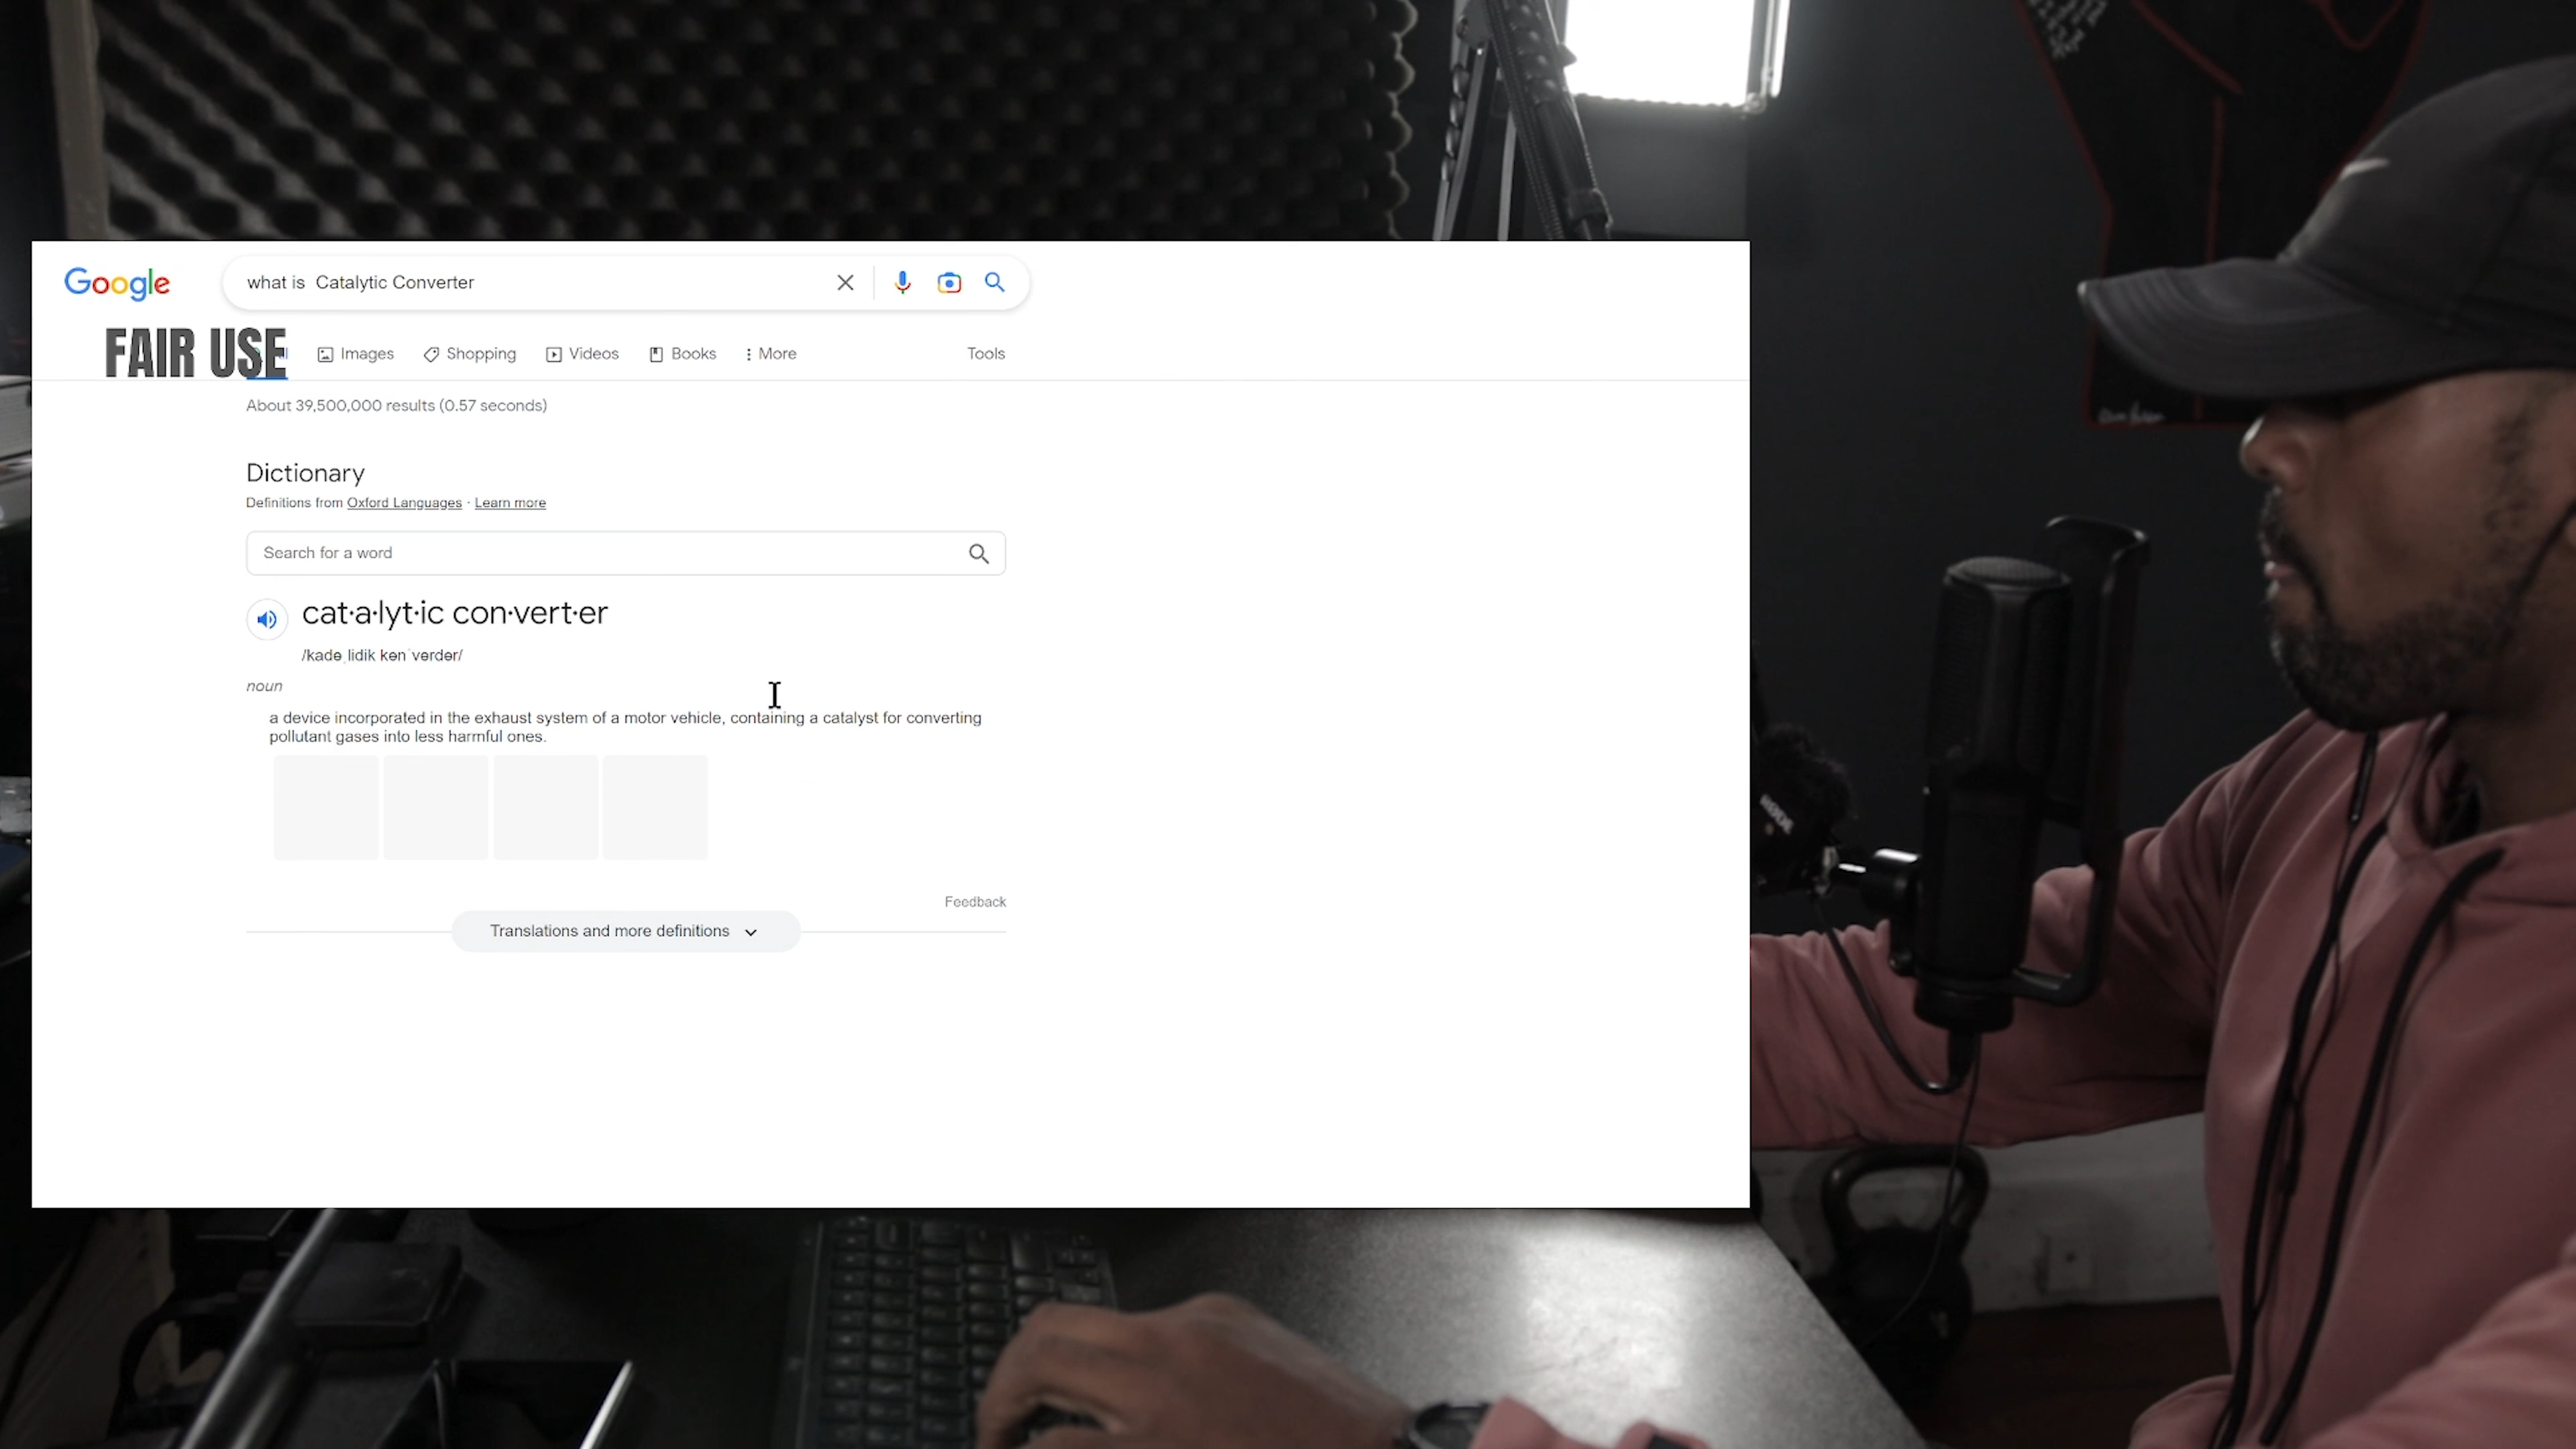 Google
what is  Catalytic Converter
FAIR USE
Images
Shopping
Videos
Books
More
Tools
About 39,500,000 results (0.57 seconds)
Dictionary
Definitions from Oxford Languages · Learn more
Search for a word
cat·a·lyt·ic con·vert·er
/ˈkadəˌlidik kənˈvərdər/
noun
a device incorporated in the exhaust system of a motor vehicle, containing a catalyst for converting
pollutant gases into less harmful ones.
Feedback
Translations and more definitions
RØDE